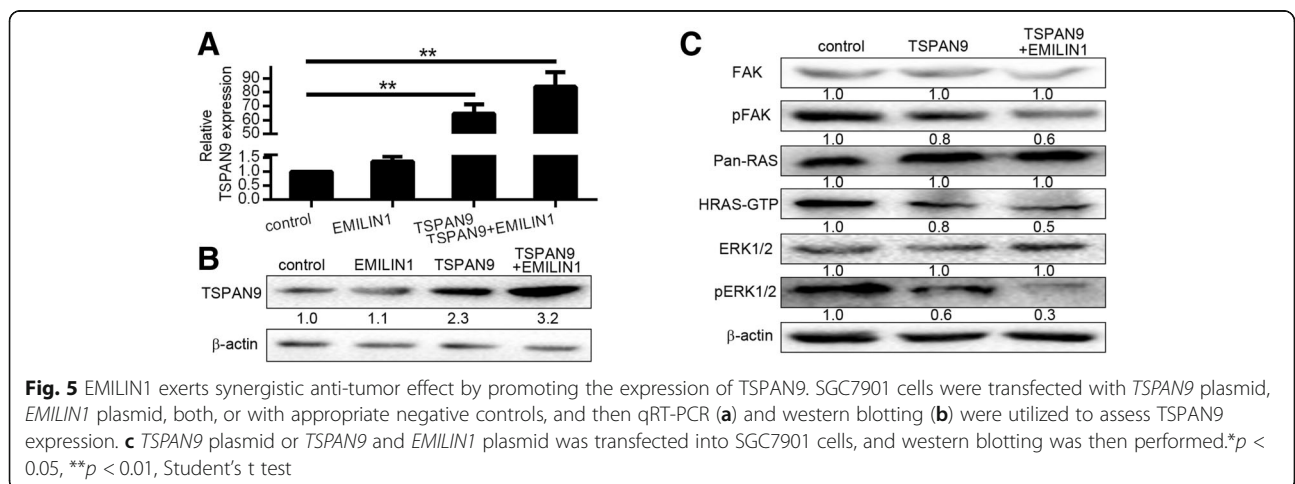 A
**
**
Relative
TSPAN9 expression
90
80
70
60
50
1.5
1.0
0.5
0.0
control
EMILIN1
TSPAN9
TSPAN9+EMILIN1
B
control EMILIN1 TSPAN9 TSPAN9
+EMILIN1
TSPAN9
1.0 1.1 2.3 3.2
β-actin
C
control TSPAN9 TSPAN9
+EMILIN1
FAK
1.0 1.0 1.0
pFAK
1.0 0.8 0.6
Pan-RAS
1.0 1.0 1.0
HRAS-GTP
1.0 0.8 0.5
ERK1/2
1.0 1.0 1.0
pERK1/2
1.0 0.6 0.3
β-actin
Fig. 5 EMILIN1 exerts synergistic anti-tumor effect by promoting the expression of TSPAN9. SGC7901 cells were transfected with TSPAN9 plasmid,
EMILIN1 plasmid, both, or with appropriate negative controls, and then qRT-PCR (a) and western blotting (b) were utilized to assess TSPAN9
expression. c TSPAN9 plasmid or TSPAN9 and EMILIN1 plasmid was transfected into SGC7901 cells, and western blotting was then performed.*p <
0.05, **p < 0.01, Student's t test